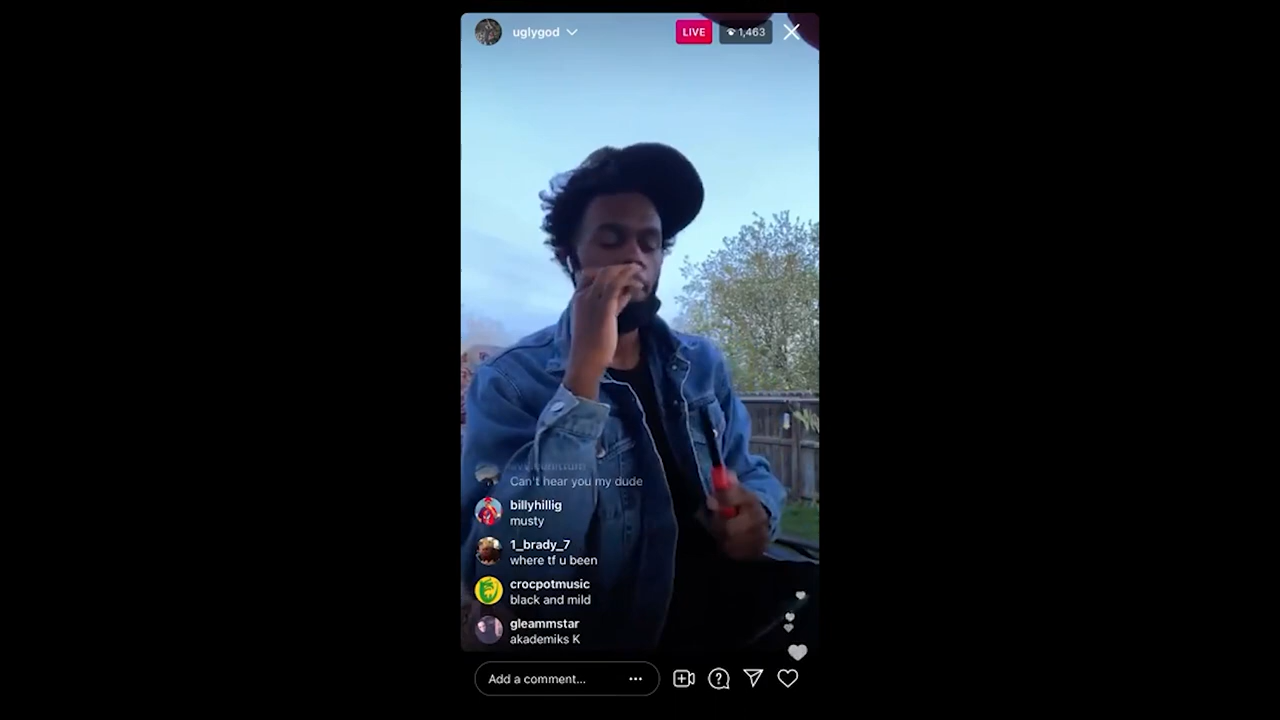 uglygod
LIVE
1,463
Can't hear you my dude
billyhillig
musty
1_brady_7
where tf u been
crocpotmusic
black and mild
gleammstar
akademiks K
Add a comment...